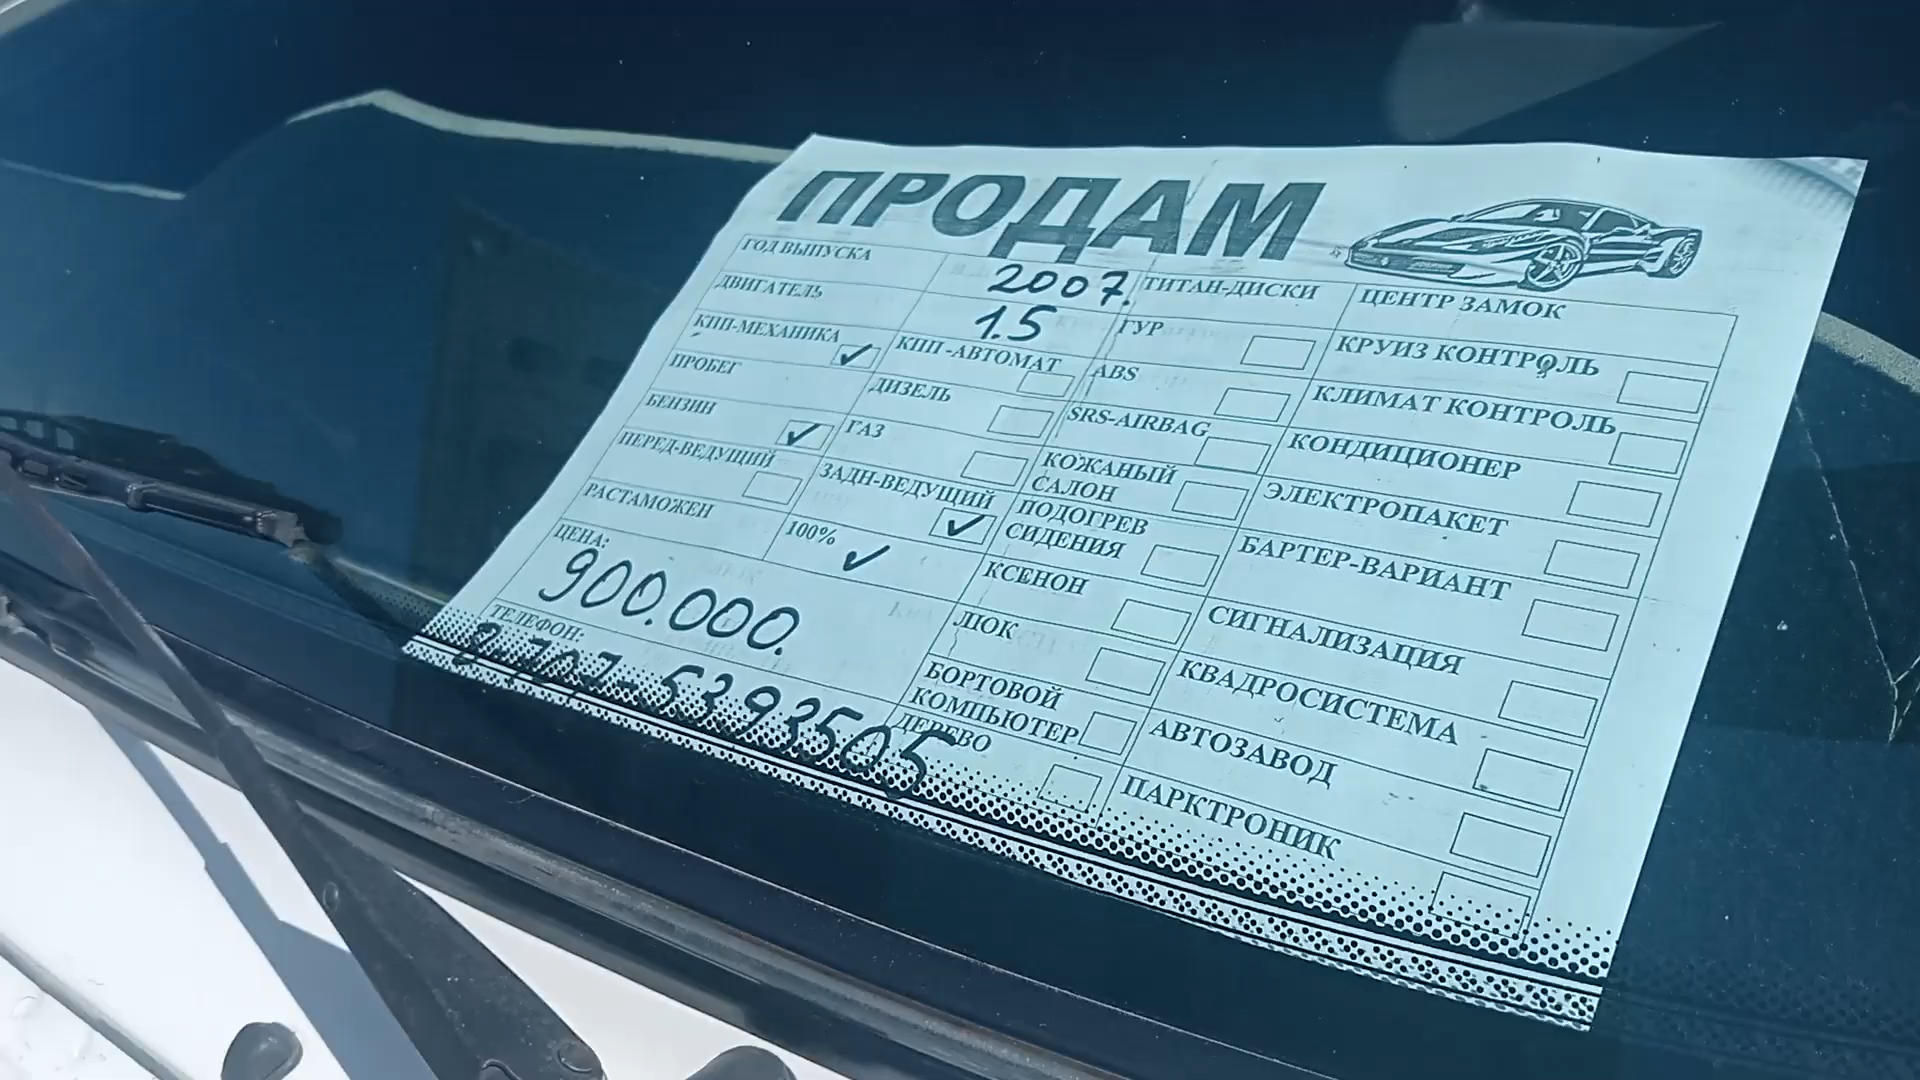 ПРОДАМ
ГОД ВЫПУСКА 2007.
ДВИГАТЕЛЬ 1.5
КПП-МЕХАНИКА ✓ КПП-АВТОМАТ
ПРОБЕГ ДИЗЕЛЬ
БЕНЗИН ✓ ГАЗ
ПЕРЕД-ВЕДУЩИЙ ЗАДН-ВЕДУЩИЙ ✓
РАСТАМОЖЕН 100% ✓
ЦЕНА:
900.000.
ТЕЛЕФОН:
8-707-5393505
ТИТАН-ДИСКИ
ГУР
ABS
SRS-AIRBAG
КОЖАНЫЙ
САЛОН
ПОДОГРЕВ
СИДЕНИЯ
КСЕНОН
ЛЮК
БОРТОВОЙ
КОМПЬЮТЕР
ДЕРЕВО
ЦЕНТР ЗАМОК
КРУИЗ КОНТРОЛЬ
КЛИМАТ КОНТРОЛЬ
КОНДИЦИОНЕР
ЭЛЕКТРОПАКЕТ
БАРТЕР-ВАРИАНТ
СИГНАЛИЗАЦИЯ
КВАДРОСИСТЕМА
АВТОЗАВОД
ПАРКТРОНИК